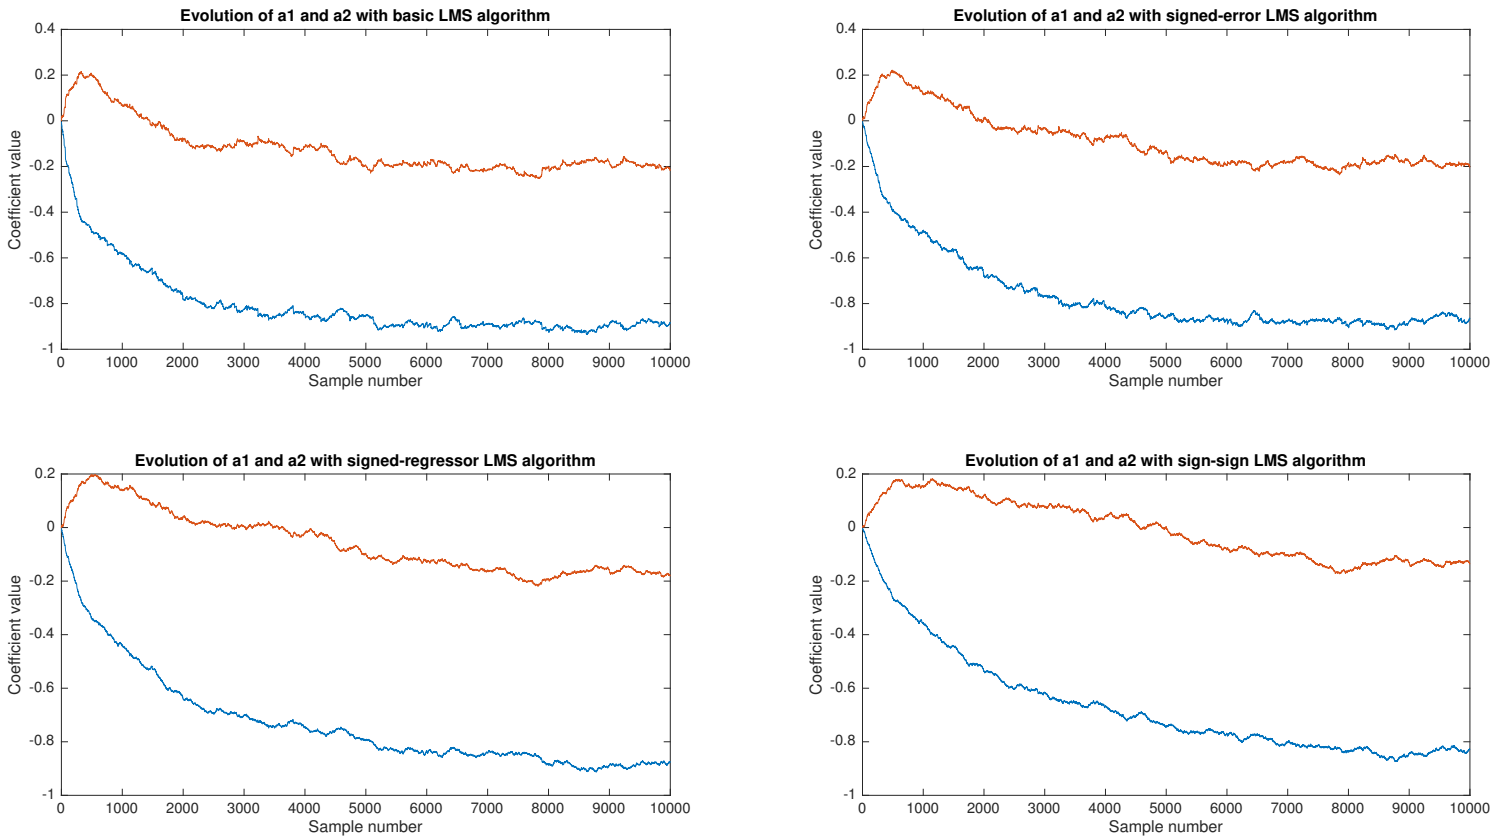 Evolution of a1 and a2 with basic LMS algorithm
0.4
0.2
0
-0.2
-0.4
-0.6
-0.8
-1
Coefficient value
0 1000 2000 3000 4000 5000 6000 7000 8000 9000 10000
Sample number
Evolution of a1 and a2 with signed-error LMS algorithm
0.4
0.2
0
-0.2
-0.4
-0.6
-0.8
-1
Coefficient value
0 1000 2000 3000 4000 5000 6000 7000 8000 9000 10000
Sample number
Evolution of a1 and a2 with signed-regressor LMS algorithm
0.2
0
-0.2
-0.4
-0.6
-0.8
-1
Coefficient value
0 1000 2000 3000 4000 5000 6000 7000 8000 9000 10000
Sample number
Evolution of a1 and a2 with sign-sign LMS algorithm
0.2
0
-0.2
-0.4
-0.6
-0.8
-1
Coefficient value
0 1000 2000 3000 4000 5000 6000 7000 8000 9000 10000
Sample number